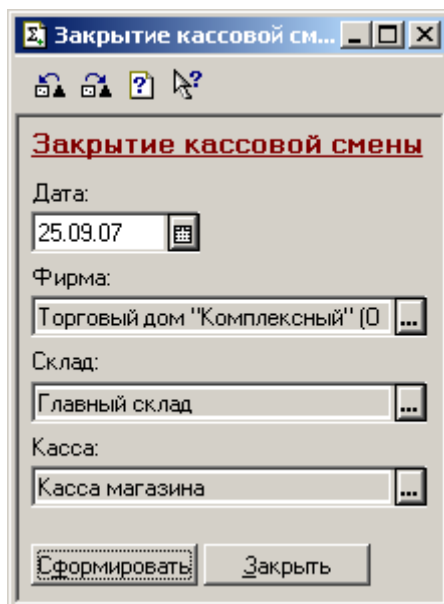 Закрытие кассовой см...
Закрытие кассовой смены
Дата:
25.09.07
Фирма:
Торговый дом "Комплексный" (О
...
Склад:
Главный склад
...
Касса:
Касса магазина
...
Сформировать Закрыть